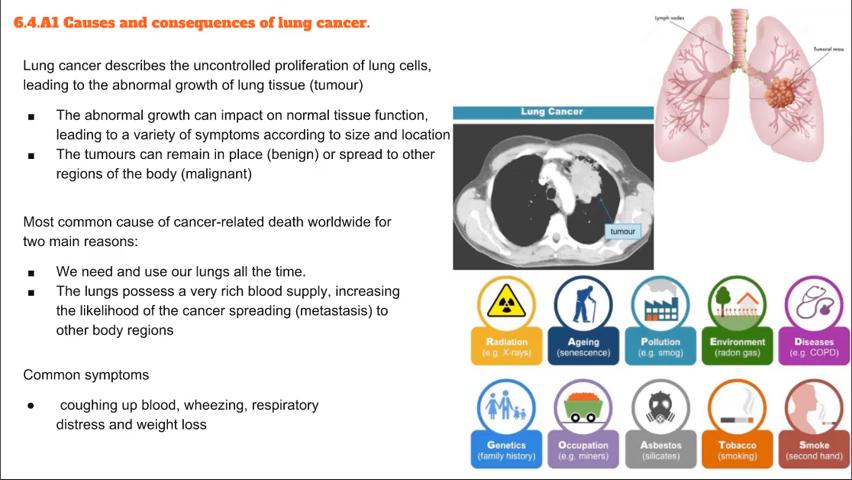 6.4.A1 Causes and consequences of lung cancer.
Lung cancer describes the uncontrolled proliferation of lung cells,
leading to the abnormal growth of lung tissue (tumour)
■ The abnormal growth can impact on normal tissue function,
leading to a variety of symptoms according to size and location
■ The tumours can remain in place (benign) or spread to other
regions of the body (malignant)
Most common cause of cancer-related death worldwide for
two main reasons:
■ We need and use our lungs all the time.
■ The lungs possess a very rich blood supply, increasing
the likelihood of the cancer spreading (metastasis) to
other body regions
Common symptoms
● coughing up blood, wheezing, respiratory
distress and weight loss
Lymph nodes
Tumoral mass
Lung Cancer
tumour
Radiation
(e.g. X-rays)
Ageing
(senescence)
Pollution
(e.g. smog)
Environment
(radon gas)
Diseases
(e.g. COPD)
Genetics
(family history)
Occupation
(e.g. miners)
Asbestos
(silicates)
Tobacco
(smoking)
Smoke
(second hand)